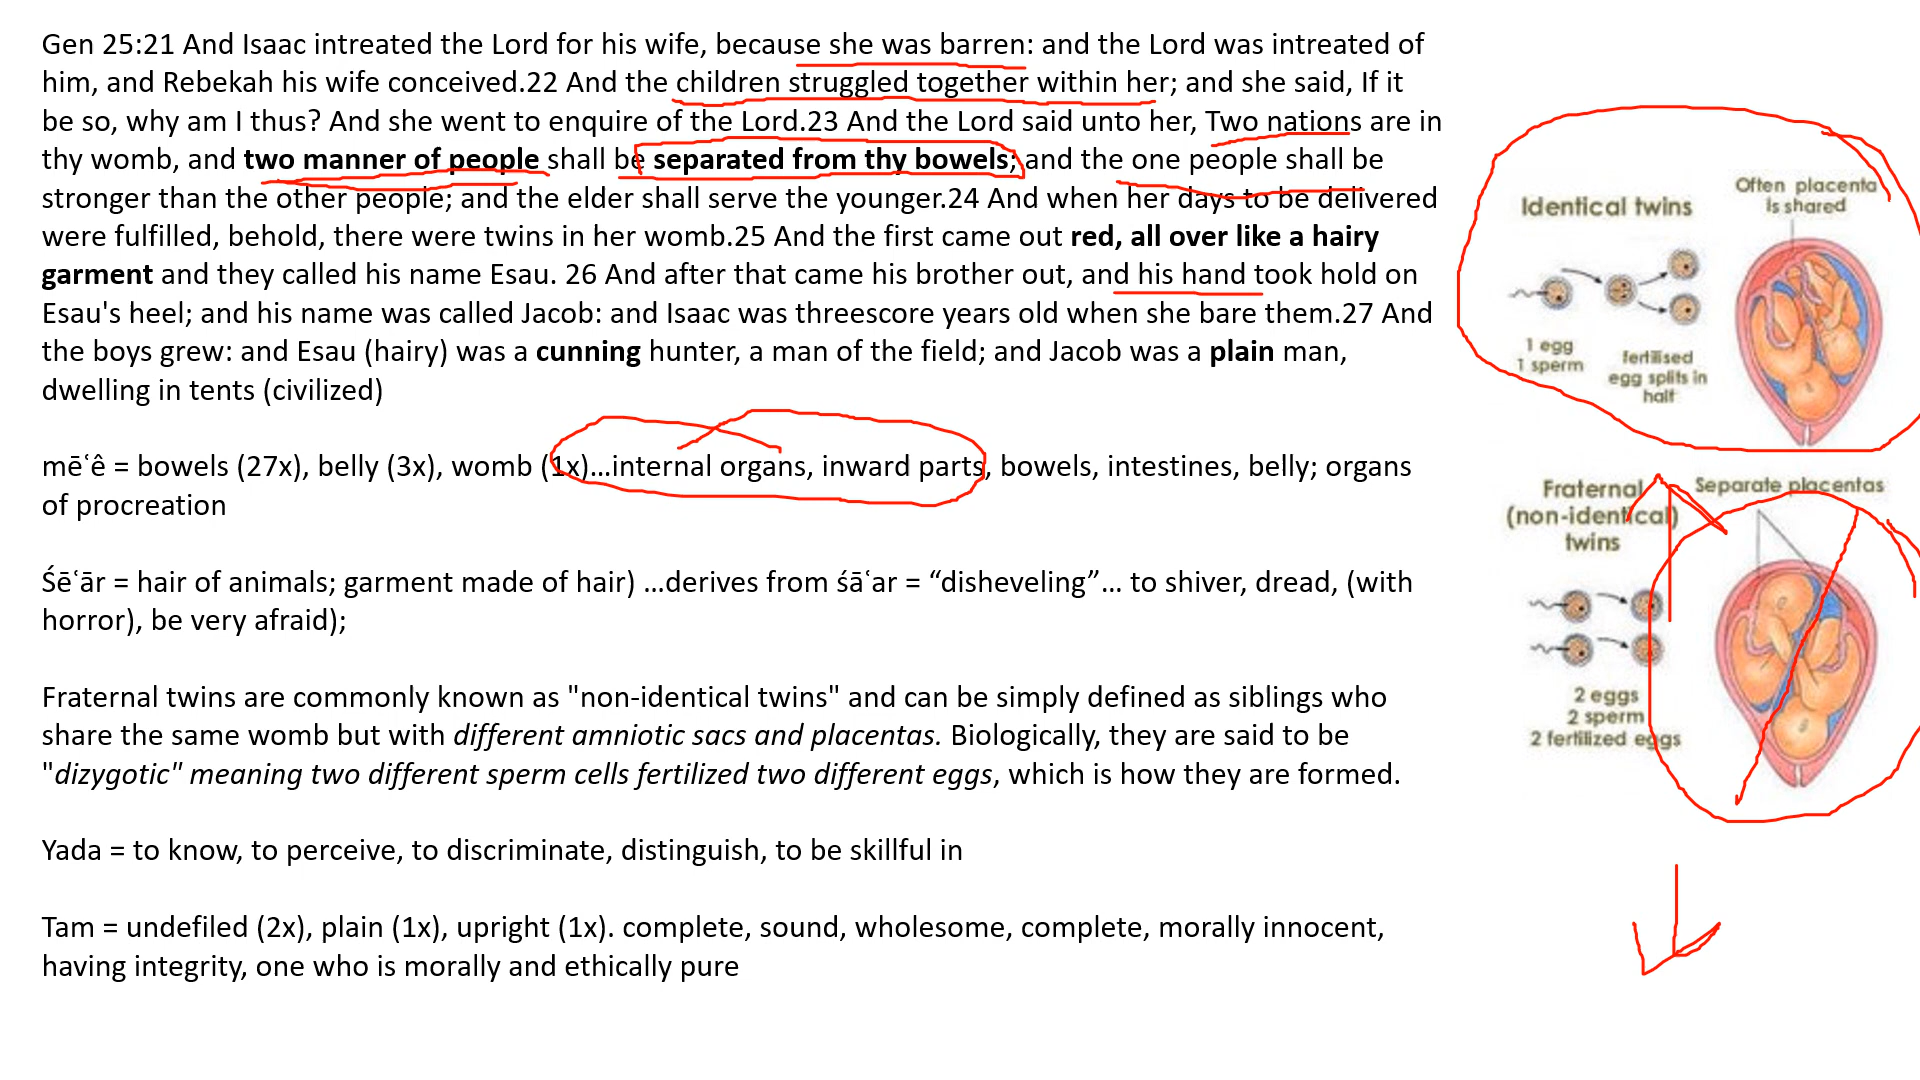 Gen 25:21 And Isaac intreated the Lord for his wife, because she was barren: and the Lord was intreated of
him, and Rebekah his wife conceived.22 And the children struggled together within her; and she said, If it
be so, why am I thus? And she went to enquire of the Lord.23 And the Lord said unto her, Two nations are in
thy womb, and two manner of people shall be separated from thy bowels; and the one people shall be
stronger than the other people; and the elder shall serve the younger.24 And when her days to be delivered
were fulfilled, behold, there were twins in her womb.25 And the first came out red, all over like a hairy
garment and they called his name Esau. 26 And after that came his brother out, and his hand took hold on
Esau's heel; and his name was called Jacob: and Isaac was threescore years old when she bare them.27 And
the boys grew: and Esau (hairy) was a cunning hunter, a man of the field; and Jacob was a plain man,
dwelling in tents (civilized)
mēʿê = bowels (27x), belly (3x), womb (1x)…internal organs, inward parts, bowels, intestines, belly; organs
of procreation
Śēʿār = hair of animals; garment made of hair) …derives from śāʿar = “disheveling”… to shiver, dread, (with
horror), be very afraid);
Fraternal twins are commonly known as "non-identical twins" and can be simply defined as siblings who
share the same womb but with different amniotic sacs and placentas. Biologically, they are said to be
"dizygotic" meaning two different sperm cells fertilized two different eggs, which is how they are formed.
Yada = to know, to perceive, to discriminate, distinguish, to be skillful in
Tam = undefiled (2x), plain (1x), upright (1x). complete, sound, wholesome, complete, morally innocent,
having integrity, one who is morally and ethically pure
Identical twins
Often placenta
is shared
1 egg
1 sperm
fertilised
egg splits in
half
Fraternal
(non-identical)
twins
Separate placentas
2 eggs
2 sperm
2 fertilized eggs